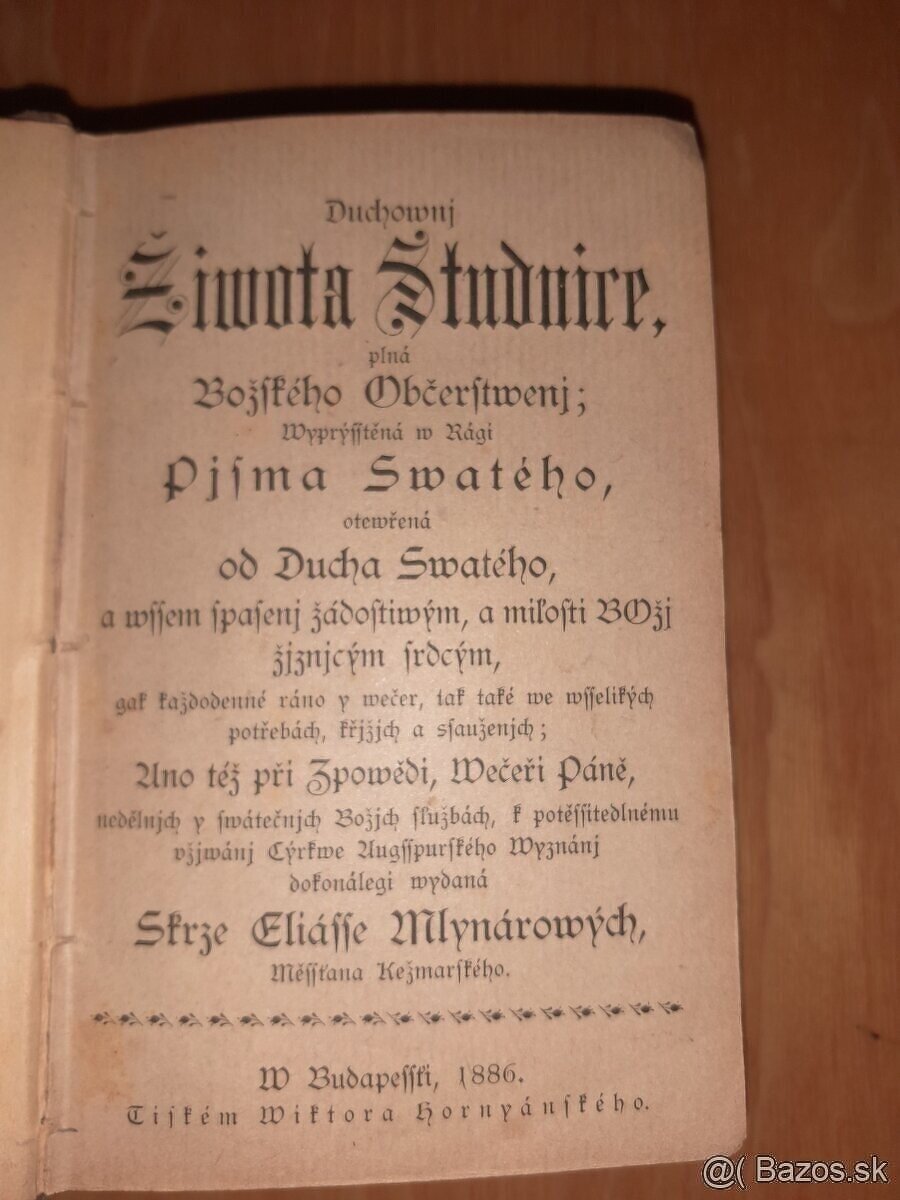 Duchownj
Žiwota Studnice,
plná
Božſkého Občerſtwenj;
Wyprýſſtěná w Rági
Pjſma Swatého,
otewřená
od Ducha Swatého,
a wſſem ſpaſenj žádoſtiwým, a miloſti BOžj
žjznjcým ſrdcým,
gak každodenné ráno y wečer, tak také we wſſelikých
potřebách, křjžjch a sſauženjch;
Ano též při Zpowědi, Wečeři Páně,
nedělnjch y ſwátečnjch Božjch ſlužbách, k potěſſitedlnému
vžjwánj Cýrkwe Augſſpurſkého Wyznánj
dokonálegi wydaná
Skrze Eliáſſe Mlynárowých,
Měſſťana Kežmarſkého.
W Budapeſſti, 1886.
Tiſkém Wiktora Hornyánſkého.
@( Bazos.sk